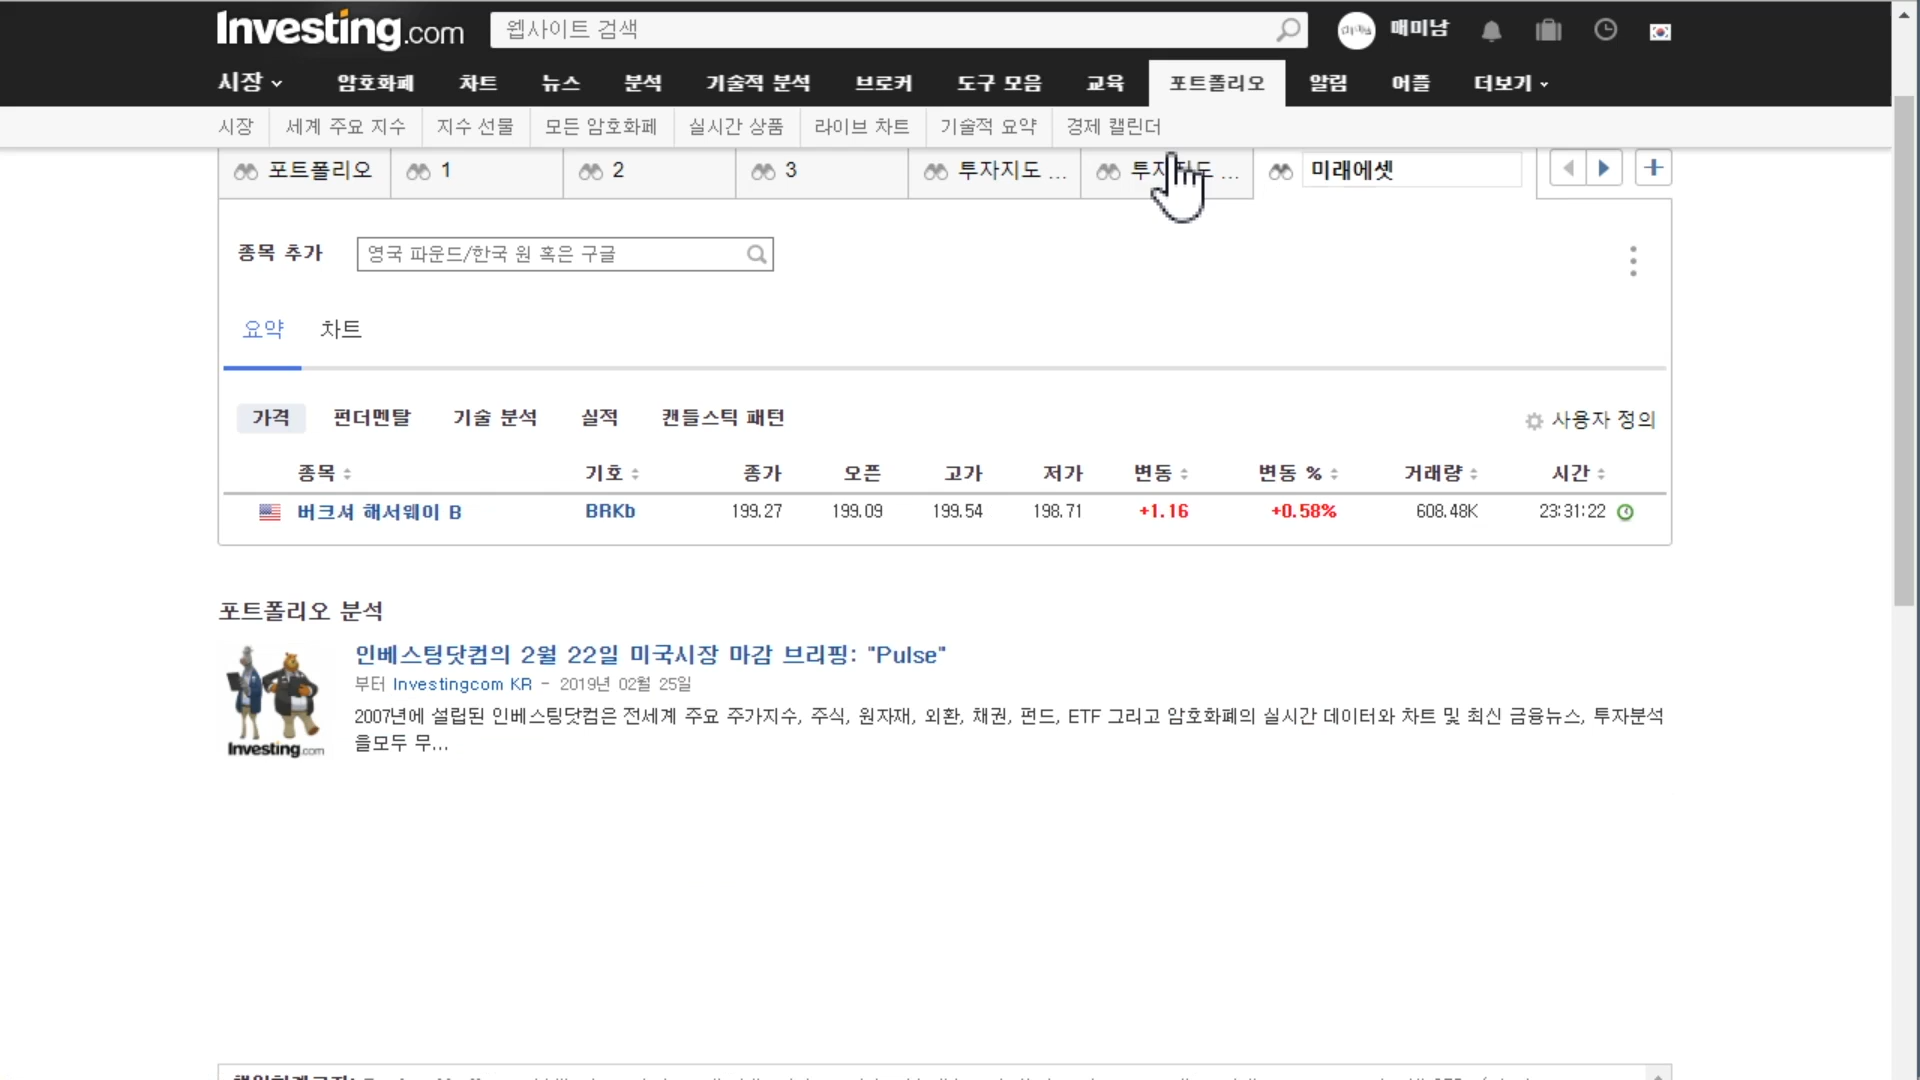 Investing.com
웹사이트 검색
매미남
시장 암호화폐 차트 뉴스 분석 기술적 분석 브로커 도구 모음 교육 포트폴리오 알림 어플 더보기
시장 세계 주요 지수 지수 선물 모든 암호화폐 실시간 상품 라이브 차트 기술적 요약 경제 캘린더
포트폴리오 1 2 3 투자지도 ... 투자지도 ... 미래에셋
종목 추가 영국 파운드/한국 원 혹은 구글
요약 차트
가격 펀더멘탈 기술 분석 실적 캔들스틱 패턴 사용자 정의
종목 기호 종가 오픈 고가 저가 변동 변동 % 거래량 시간
버크셔 해서웨이 B BRKb 199.27 199.09 199.54 198.71 +1.16 +0.58% 608.48K 23:31:22
포트폴리오 분석
인베스팅닷컴의 2월 22일 미국시장 마감 브리핑: "Pulse"
부터 Investingcom KR - 2019년 02월 25일
2007년에 설립된 인베스팅닷컴은 전세계 주요 주가지수, 주식, 원자재, 외환, 채권, 펀드, ETF 그리고 암호화폐의 실시간 데이터와 차트 및 최신 금융뉴스, 투자분석
을모두 무...
Investing.com